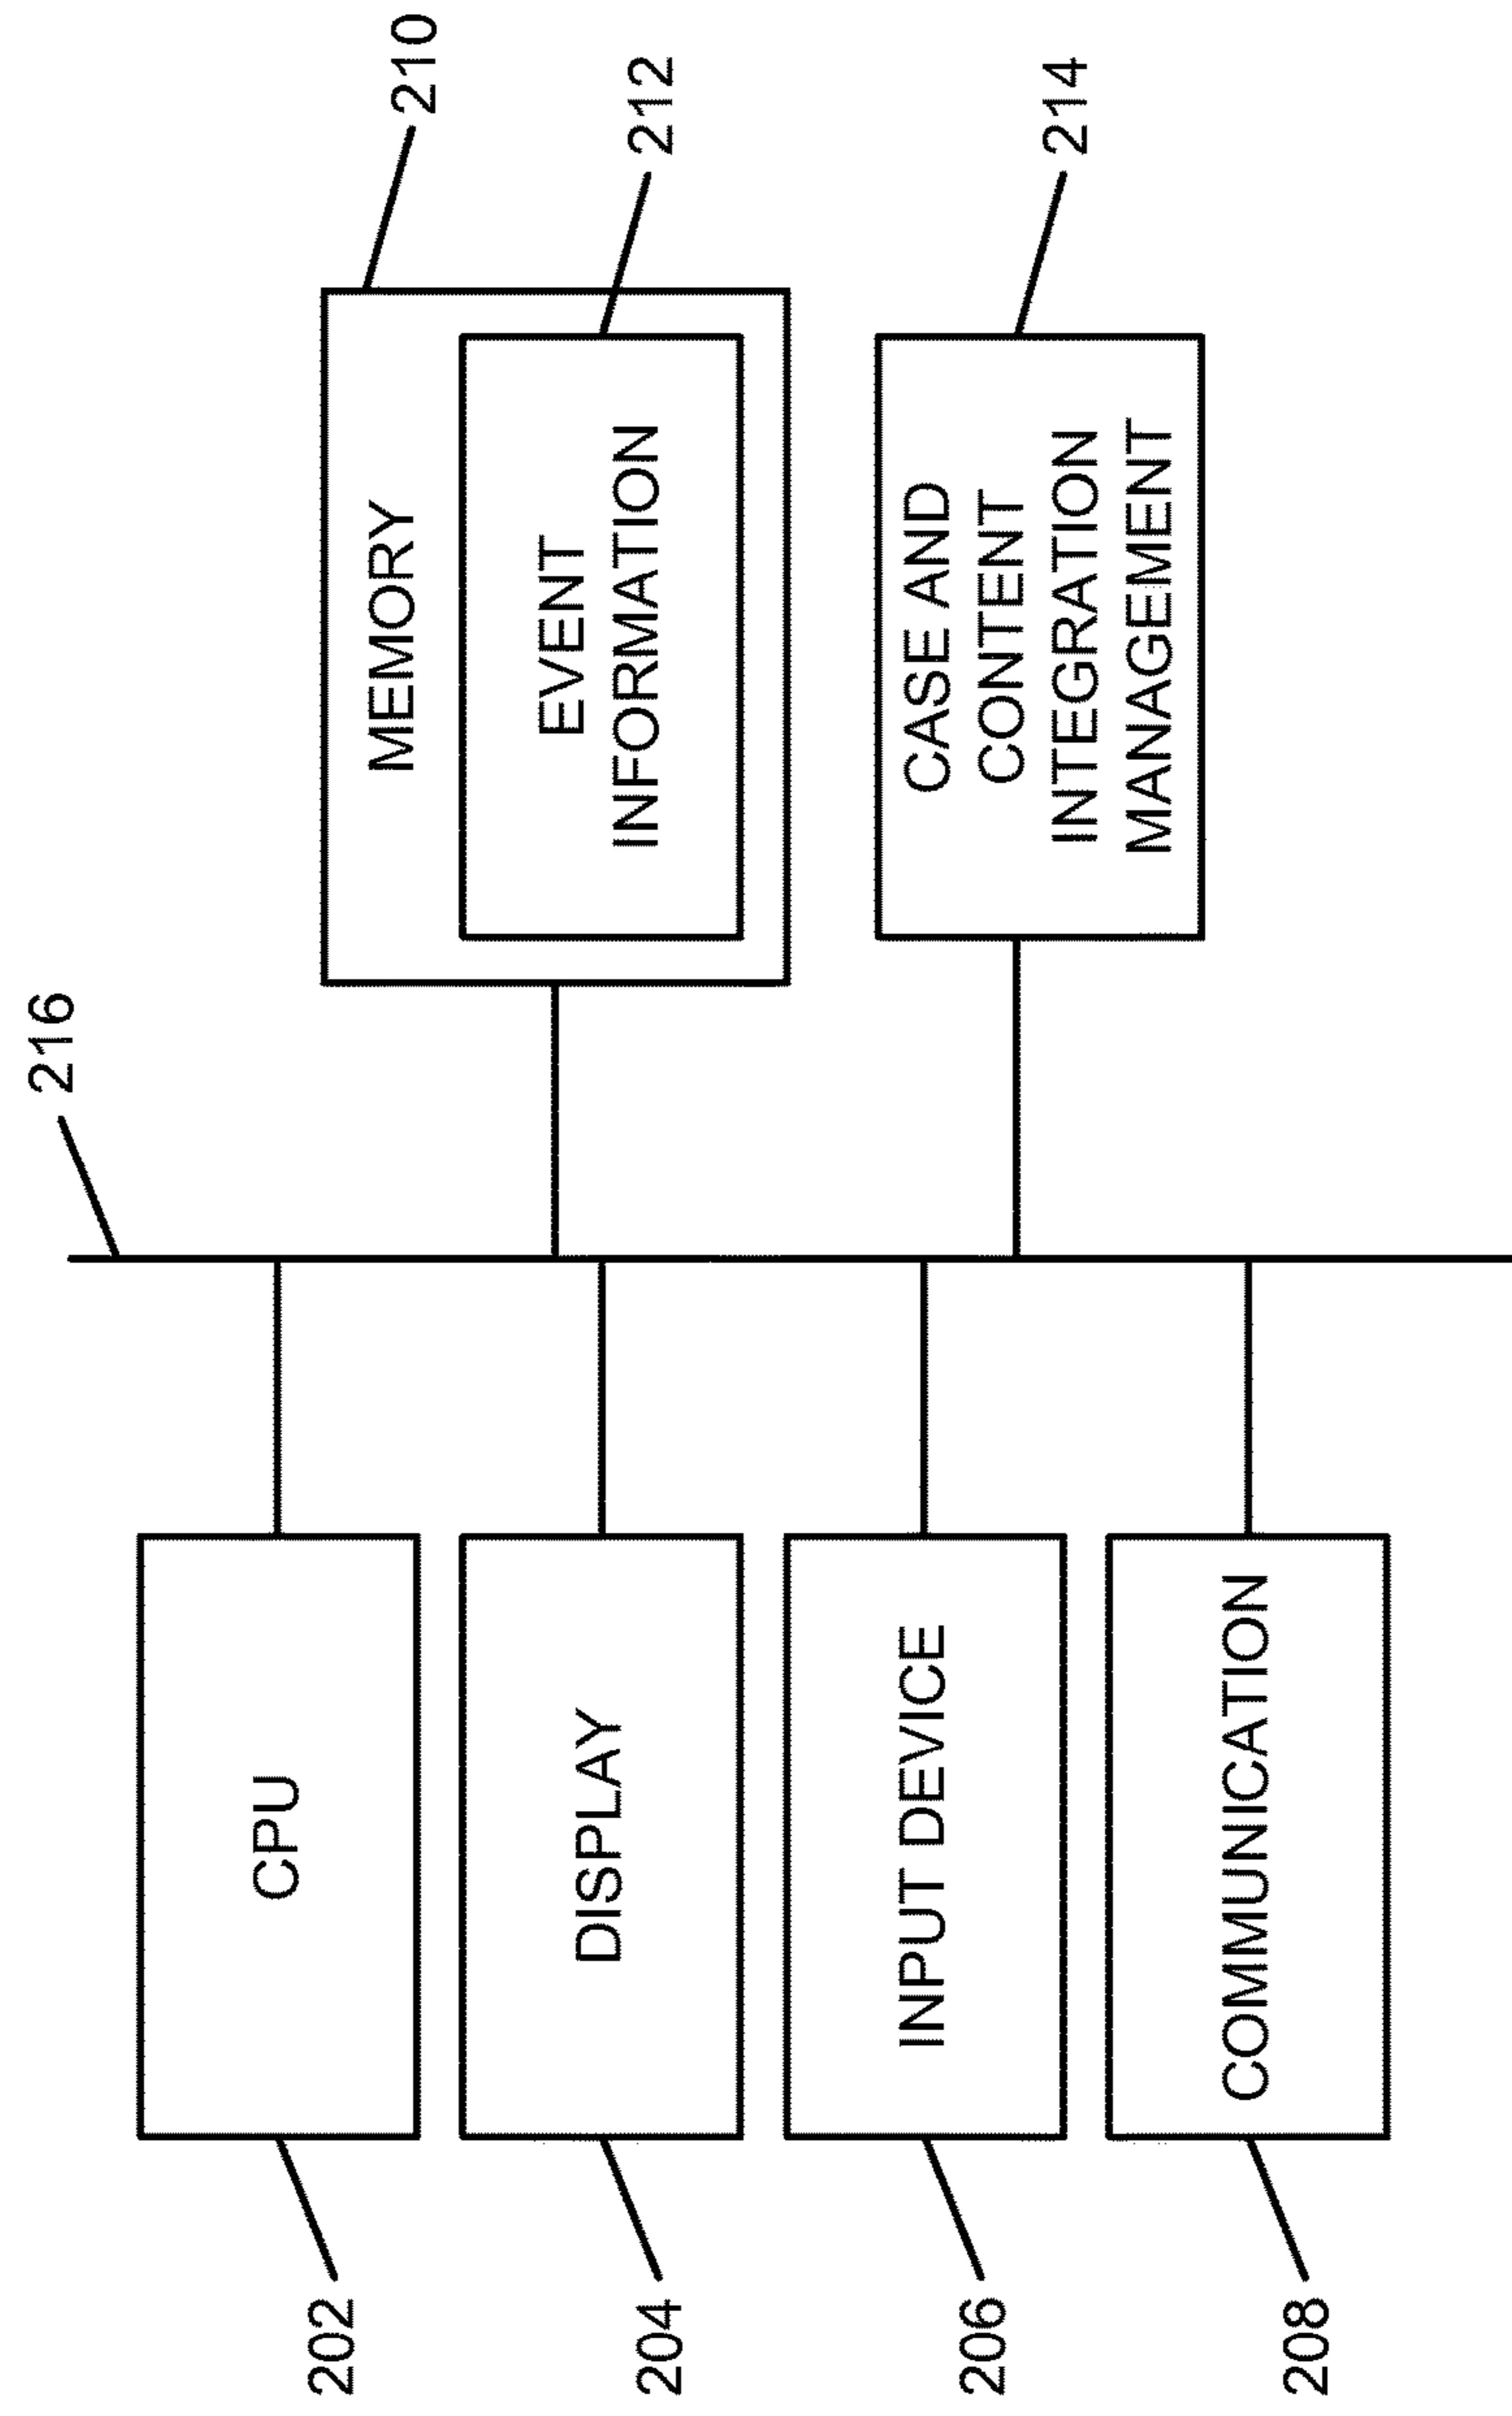 216
202
CPU
204
DISPLAY
206
INPUT DEVICE
208
COMMUNICATION
MEMORY
210
EVENT
INFORMATION
212
CASE AND
CONTENT
INTEGRATION
MANAGEMENT
214